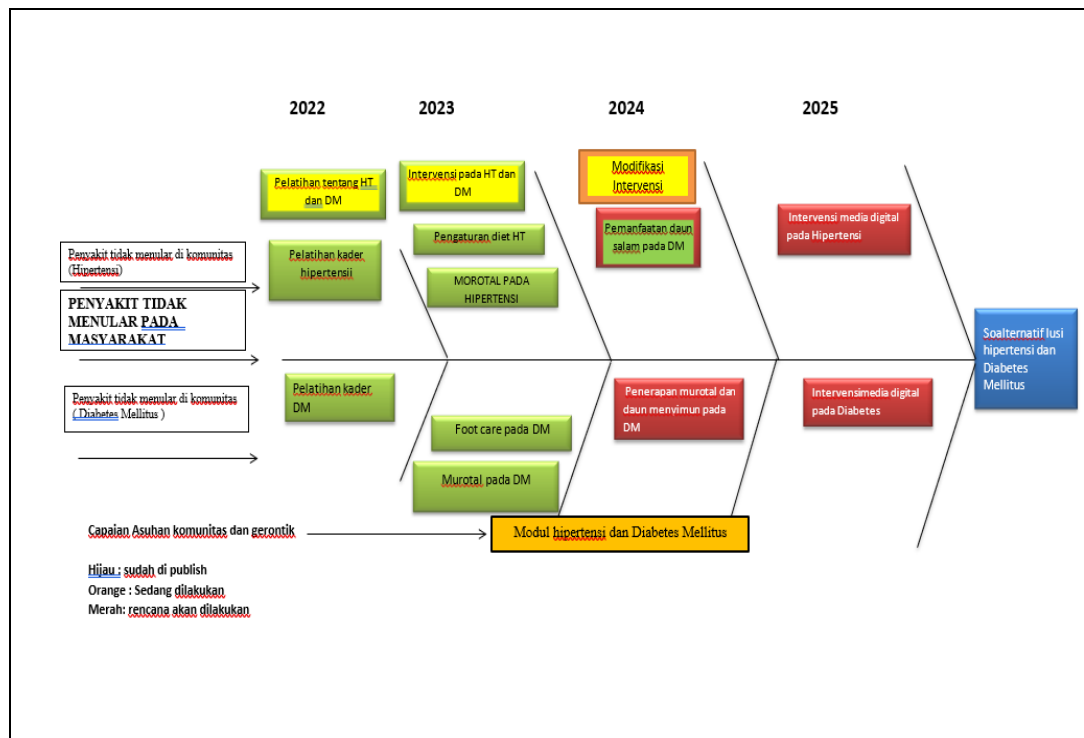 2022
2023
2024
2025
Pelatihan tentang HT
dan DM
Intervensi pada HT dan
DM
Modifikasi
Intervensi
Pengaturan diet HT
Pemanfaatan daun
salam pada DM
Intervensi media digital
pada Hipertensi
Penyakit tidak menular di komunitas
(Hipertensi)
Pelatihan kader
hipertensii
MOROTAL PADA
HIPERTENSI
PENYAKIT TIDAK
MENULAR PADA
MASYARAKAT
Soalternatif lusi
hipertensi dan
Diabetes
Mellitus
Penyakit tidak menular di komunitas
( Diabetes Mellitus )
Pelatihan kader
DM
Penerapan murotal dan
daun menyimun pada
DM
Intervensimedia digital
pada Diabetes
Foot care pada DM
Murotal pada DM
Capaian Asuhan komunitas dan gerontik
Modul hipertensi dan Diabetes Mellitus
Hijau : sudah di publish
Orange : Sedang dilakukan
Merah: rencana akan dilakukan